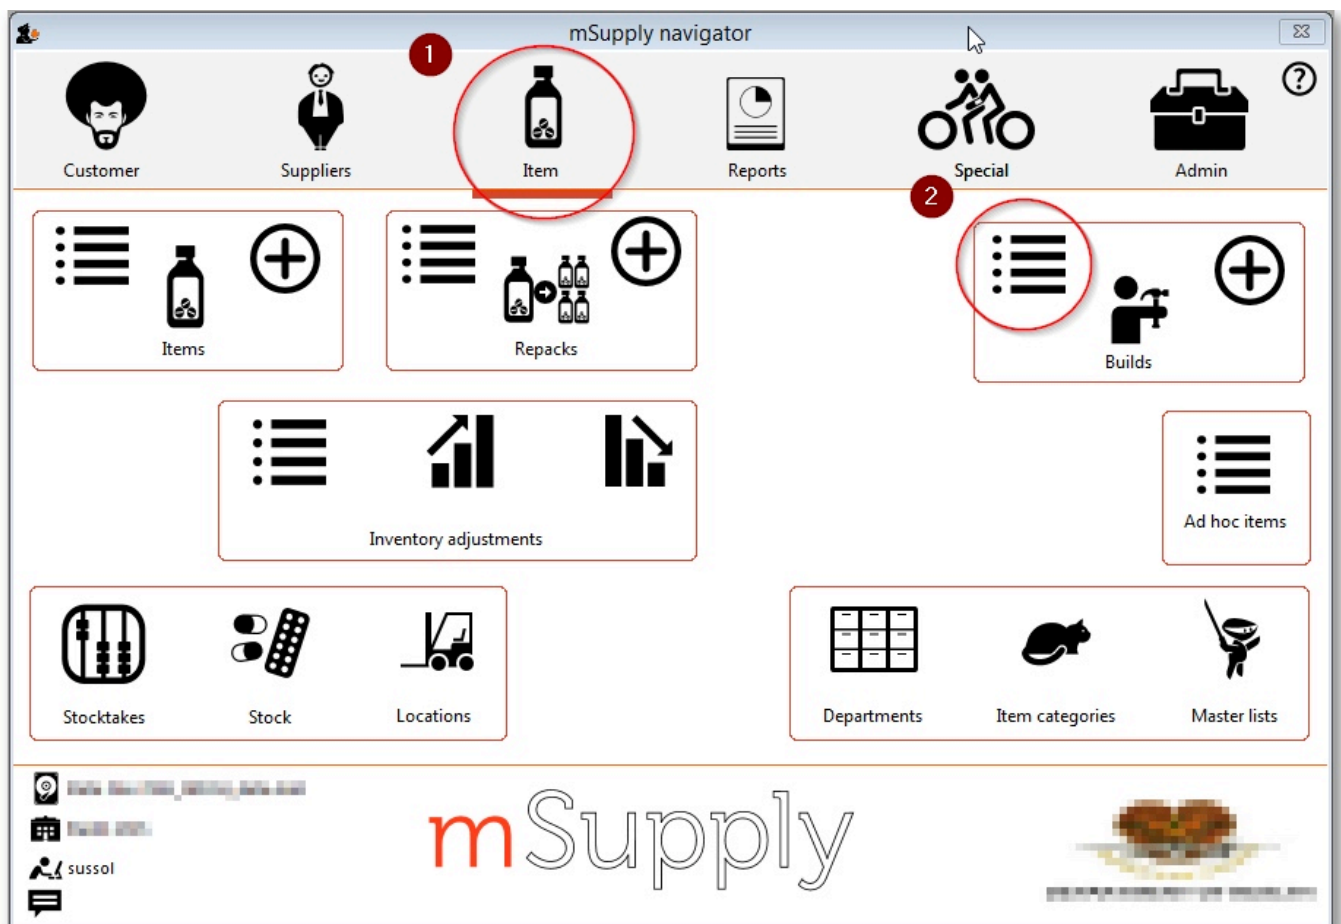 mSupply navigator
1
Customer
Suppliers
Item
Reports
Special
Admin
?
2
Items
Repacks
Builds
Inventory adjustments
Ad hoc items
Stocktakes
Stock
Locations
Departments
Item categories
Master lists
sussol
mSupply